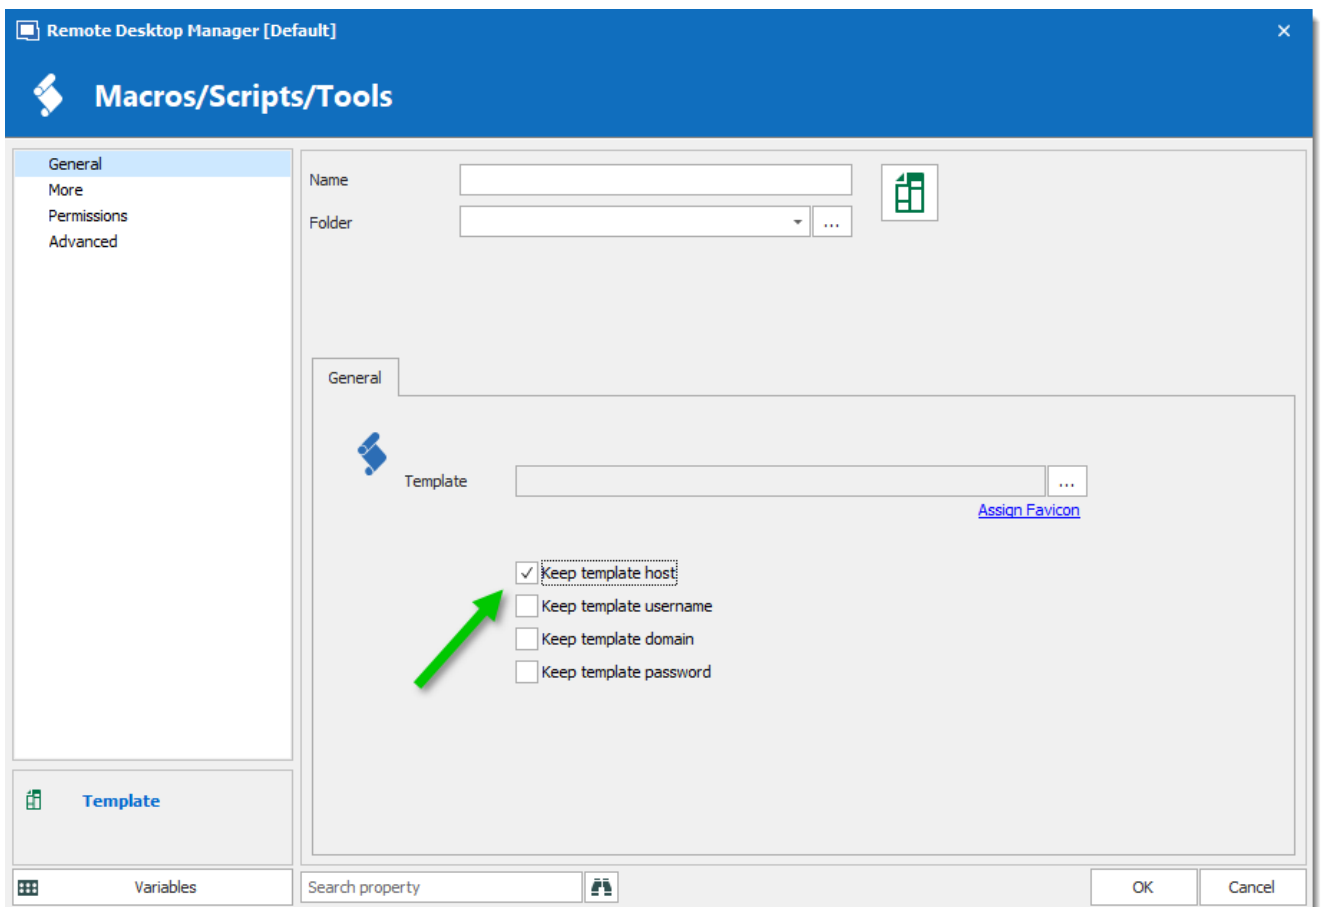 Remote Desktop Manager [Default]
Macros/Scripts/Tools
General
More
Permissions
Advanced
Name
Folder
...
General
Template
...
Assign Favicon
Keep template host
Keep template username
Keep template domain
Keep template password
Template
Variables
Search property
OK
Cancel